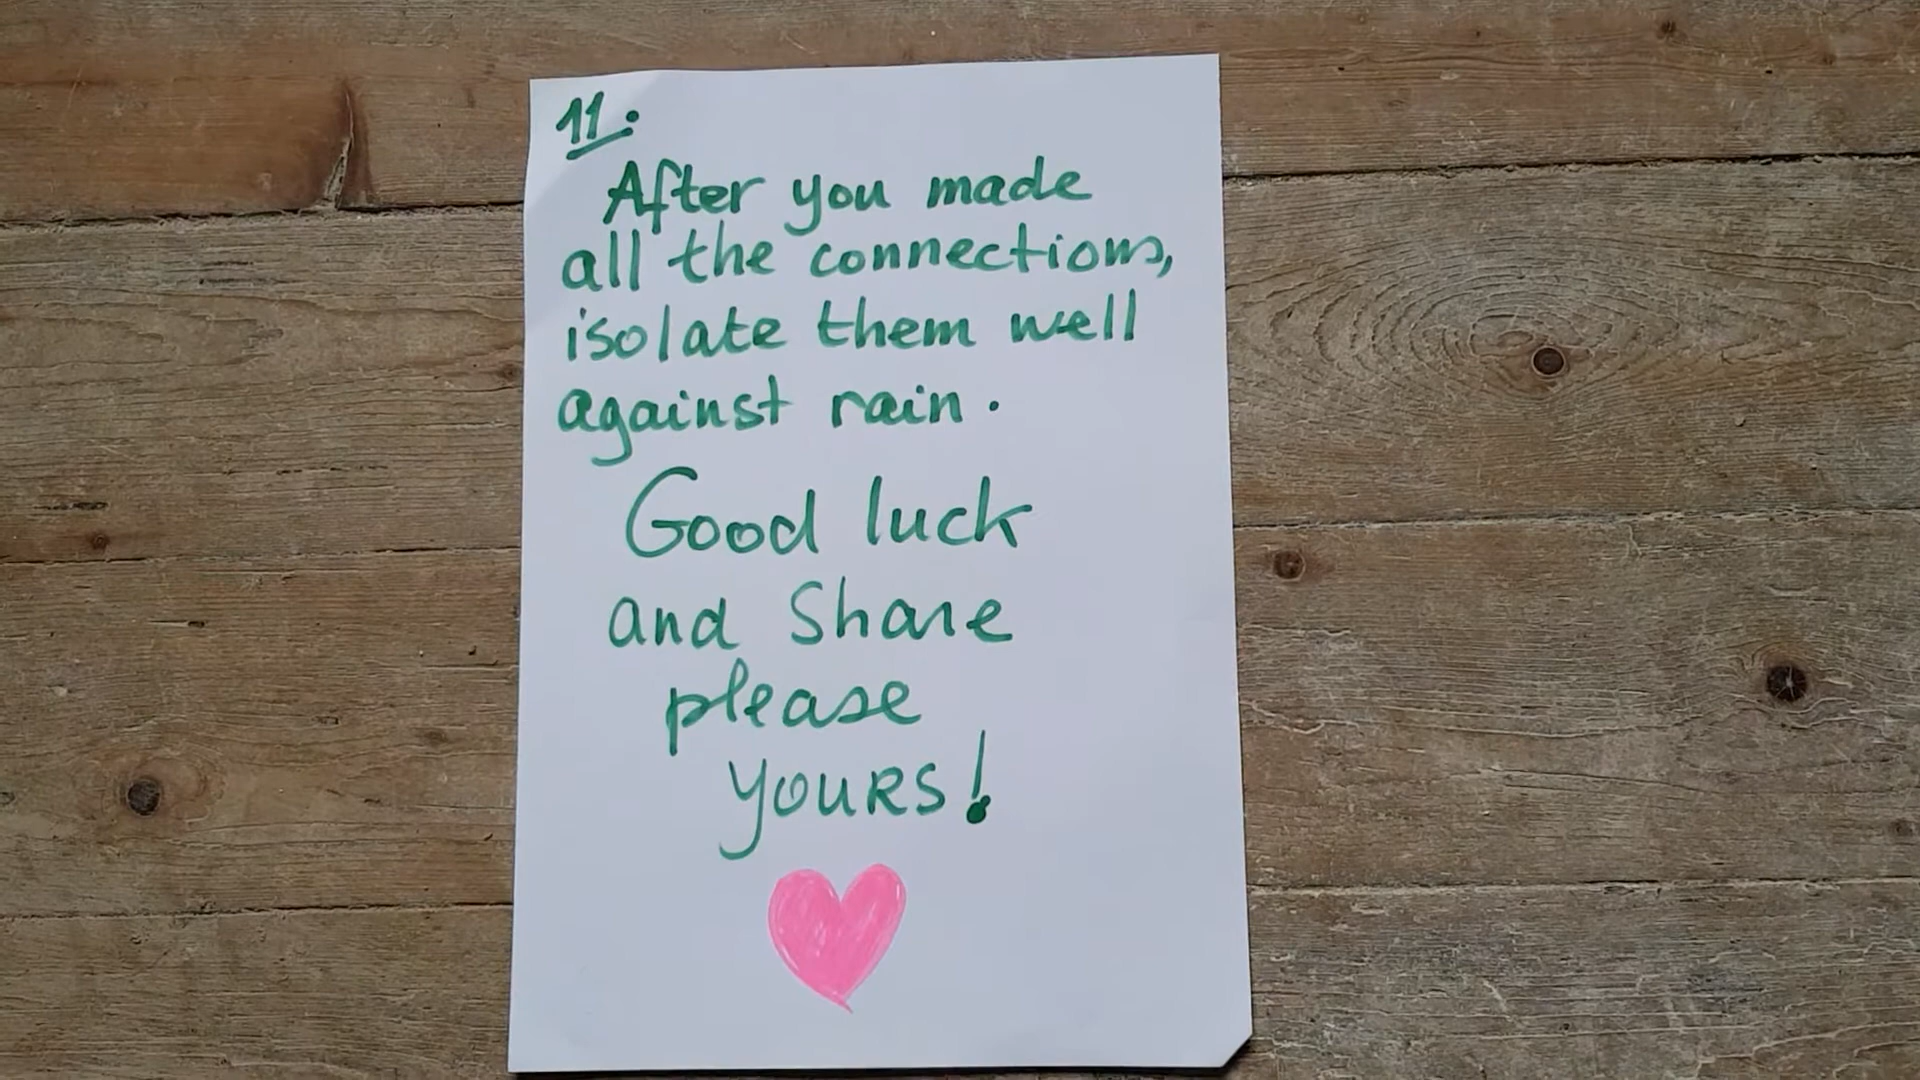 11.
After you made
all the connections,
isolate them well
against rain.
Good luck
and Share
please
YOURS!